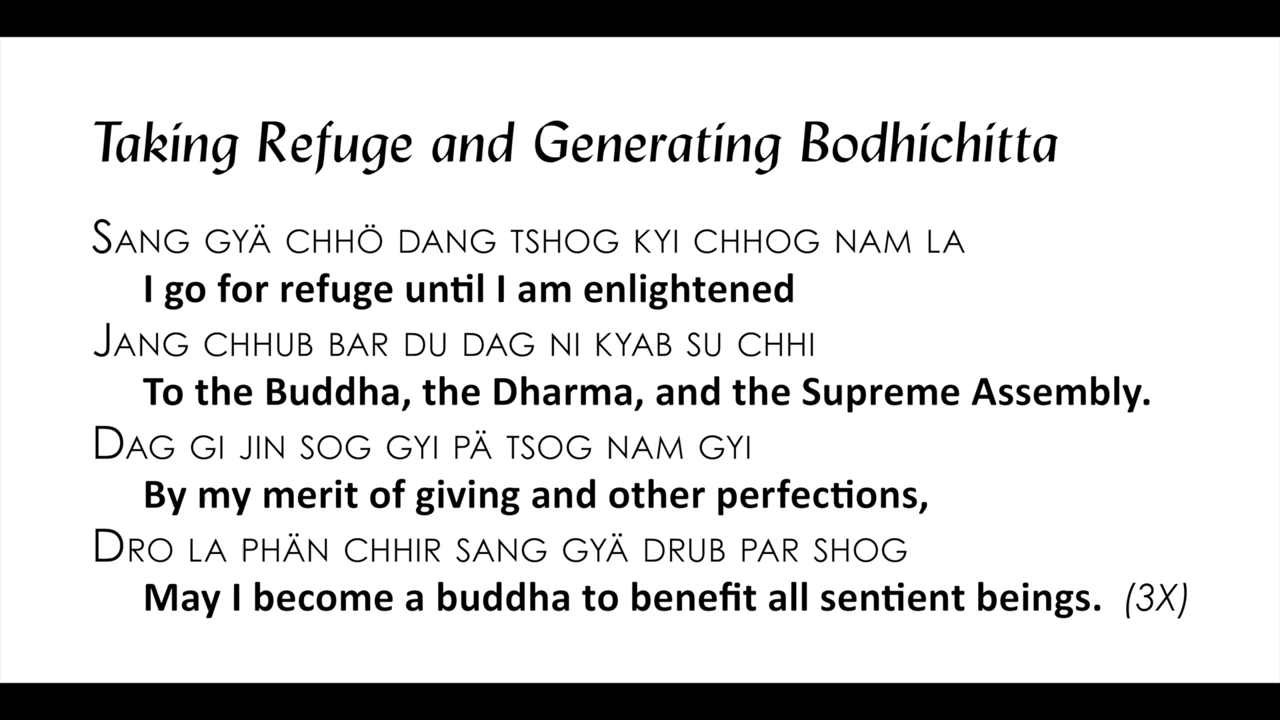 Taking Refuge and Generating Bodhichitta
SANG GYÄ CHHÖ DANG TSHOG KYI CHHOG NAM LA
I go for refuge until I am enlightened
JANG CHHUB BAR DU DAG NI KYAB SU CHHI
To the Buddha, the Dharma, and the Supreme Assembly.
DAG GI JIN SOG GYI PÄ TSOG NAM GYI
By my merit of giving and other perfections,
DRO LA PHÄN CHHIR SANG GYÄ DRUB PAR SHOG
May I become a buddha to benefit all sentient beings. (3X)